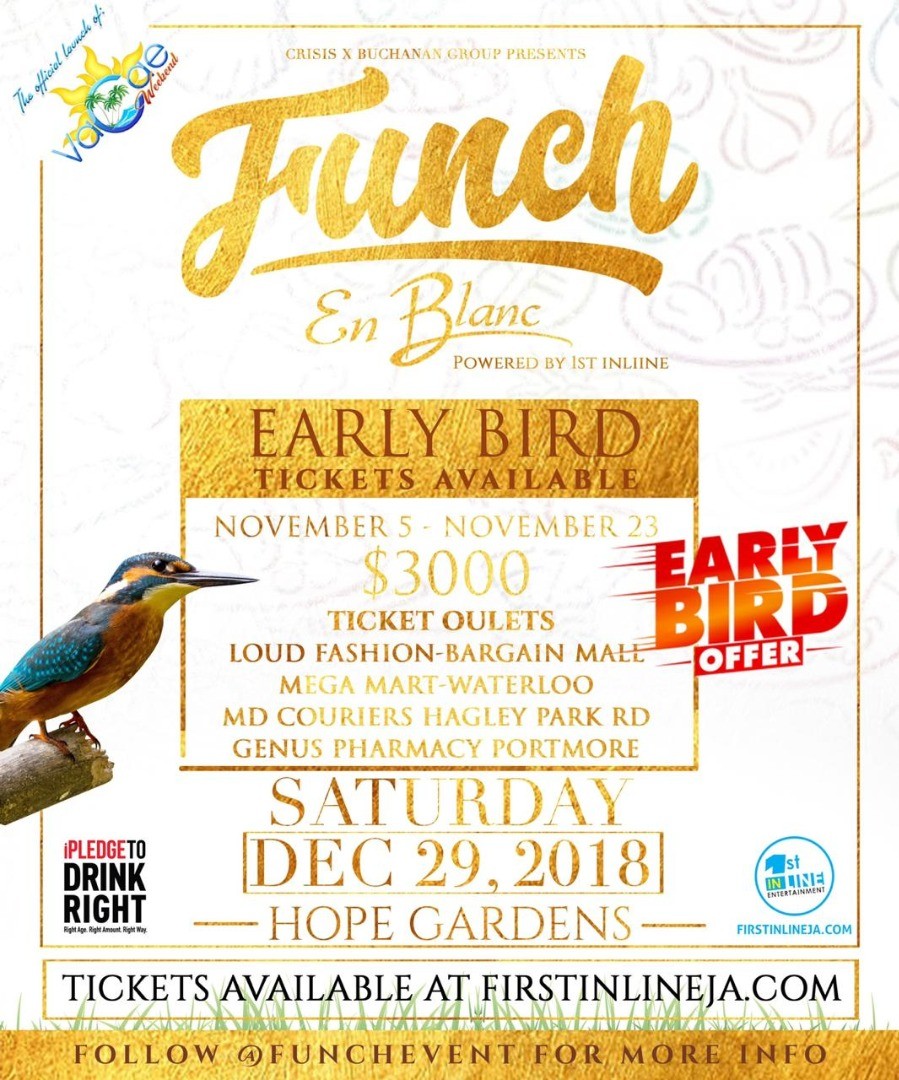 The official launch of:
VaCode
Weekend
CRISIS X BUCHANAN GROUP PRESENTS
Funch
En Blanc
POWERED BY 1ST INLIINE
EARLY BIRD
TICKETS AVAILABLE
NOVEMBER 5 - NOVEMBER 23
$3000
TICKET OULETS
LOUD FASHION-BARGAIN MALL
MEGA MART-WATERLOO
MD COURIERS HAGLEY PARK RD
GENUS PHARMACY PORTMORE
EARLY
BIRD
OFFER
SATURDAY
DEC 29, 2018
HOPE GARDENS
iPLEDGETO
DRINK
RIGHT
Right Age. Right Amount. Right Way.
1st
IN LINE
ENTERTAINMENT
FIRSTINLINEJA.COM
TICKETS AVAILABLE AT FIRSTINLINEJA.COM
FOLLOW @FUNCHEVENT FOR MORE INFO